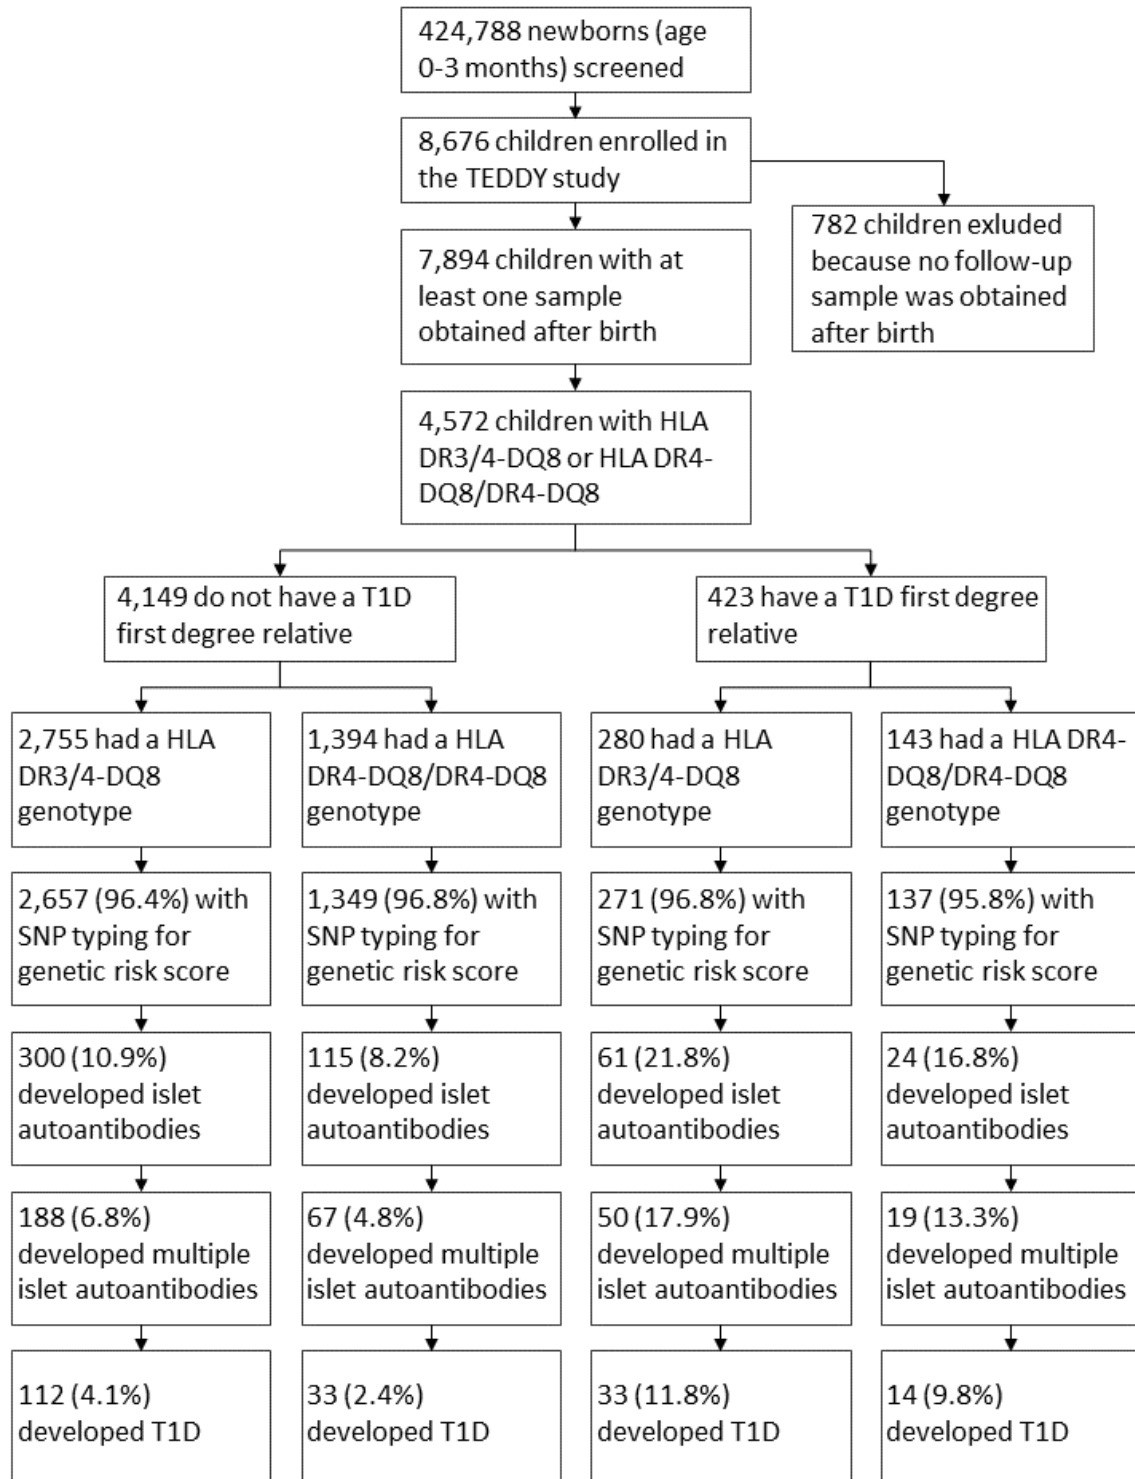 424,788 newborns (age
0-3 months) screened
8,676 children enrolled in
the TEDDY study
782 children exluded
because no follow-up
sample was obtained
after birth
7,894 children with at
least one sample
obtained after birth
4,572 children with HLA
DR3/4-DQ8 or HLA DR4-
DQ8/DR4-DQ8
4,149 do not have a T1D
first degree relative
423 have a T1D first degree
relative
2,755 had a HLA
DR3/4-DQ8
genotype
1,394 had a HLA
DR4-DQ8/DR4-DQ8
genotype
280 had a HLA
DR3/4-DQ8
genotype
143 had a HLA DR4-
DQ8/DR4-DQ8
genotype
2,657 (96.4%) with
SNP typing for
genetic risk score
1,349 (96.8%) with
SNP typing for
genetic risk score
271 (96.8%) with
SNP typing for
genetic risk score
137 (95.8%) with
SNP typing for
genetic risk score
300 (10.9%)
developed islet
autoantibodies
115 (8.2%)
developed islet
autoantibodies
61 (21.8%)
developed islet
autoantibodies
24 (16.8%)
developed islet
autoantibodies
188 (6.8%)
developed multiple
islet autoantibodies
67 (4.8%)
developed multiple
islet autoantibodies
50 (17.9%)
developed multiple
islet autoantibodies
19 (13.3%)
developed multiple
islet autoantibodies
112 (4.1%)
developed T1D
33 (2.4%)
developed T1D
33 (11.8%)
developed T1D
14 (9.8%)
developed T1D